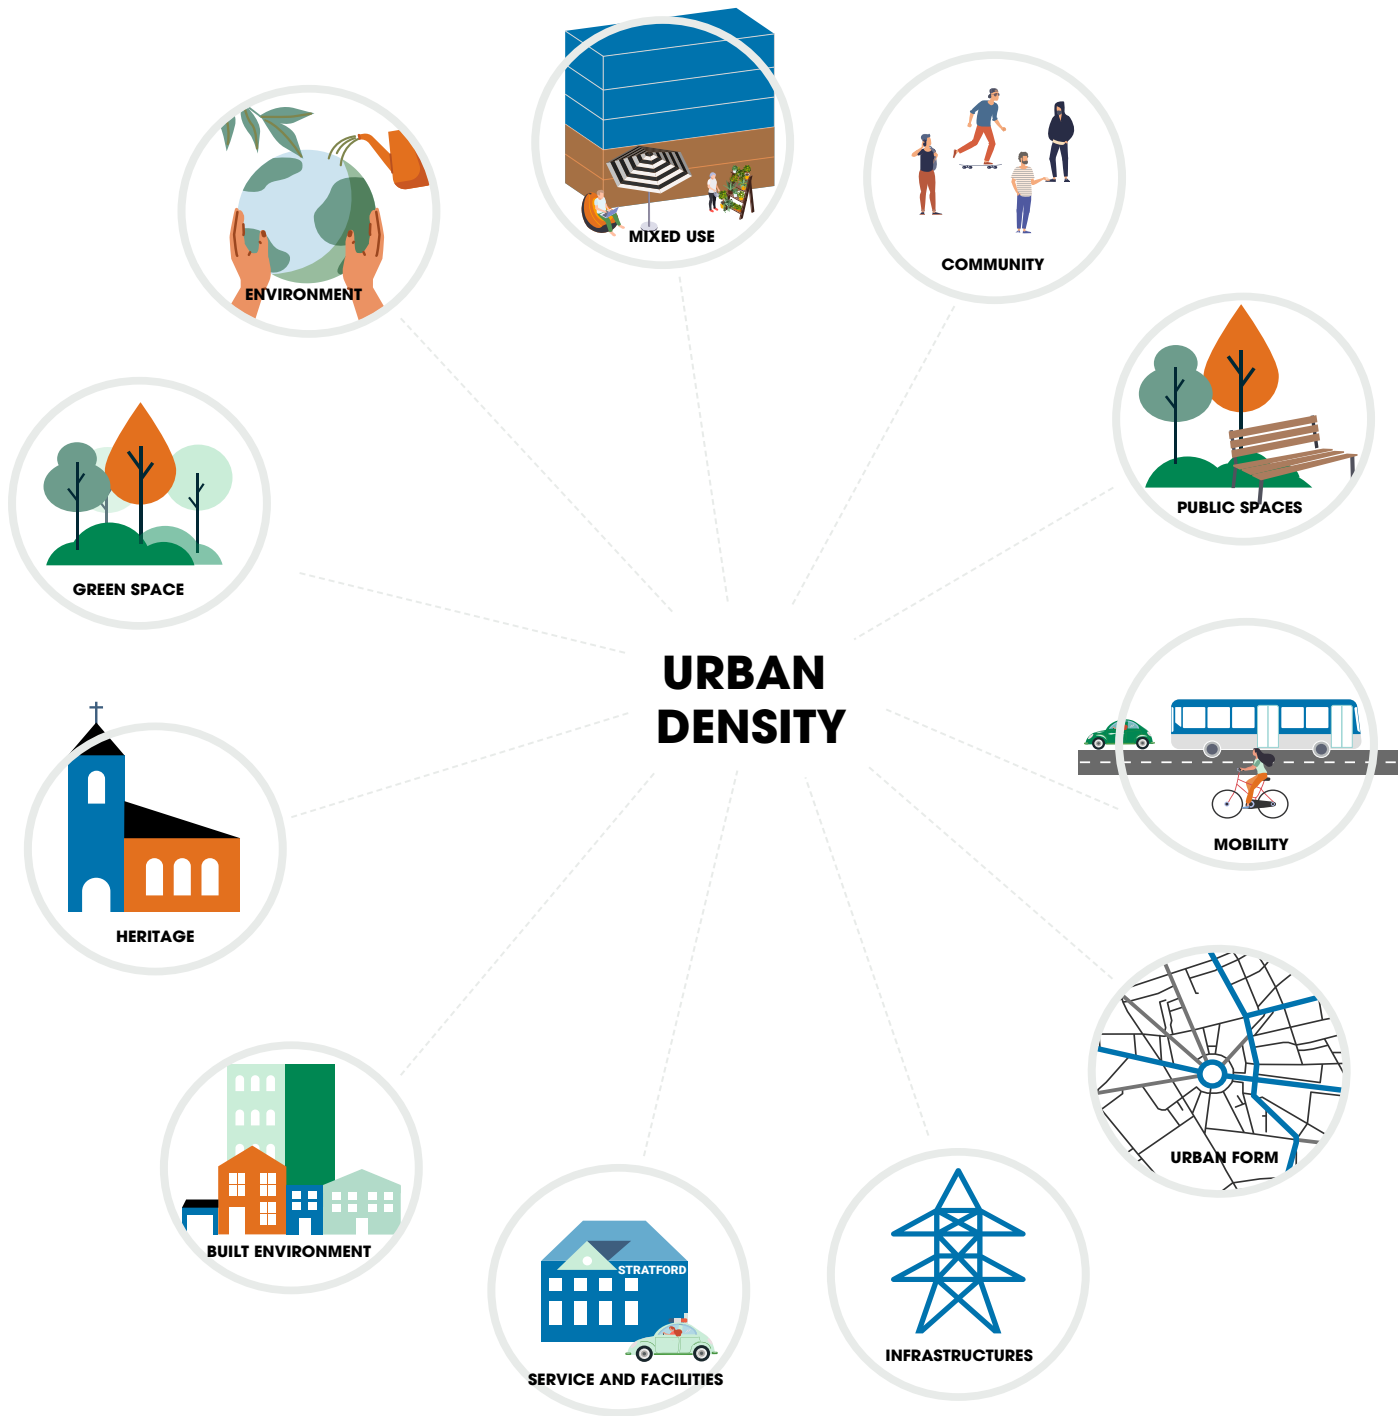 MIXED USE
COMMUNITY
ENVIRONMENT
PUBLIC SPACES
GREEN SPACE
URBAN
DENSITY
MOBILITY
HERITAGE
URBAN FORM
BUILT ENVIRONMENT
STRATFORD
INFRASTRUCTURES
SERVICE AND FACILITIES